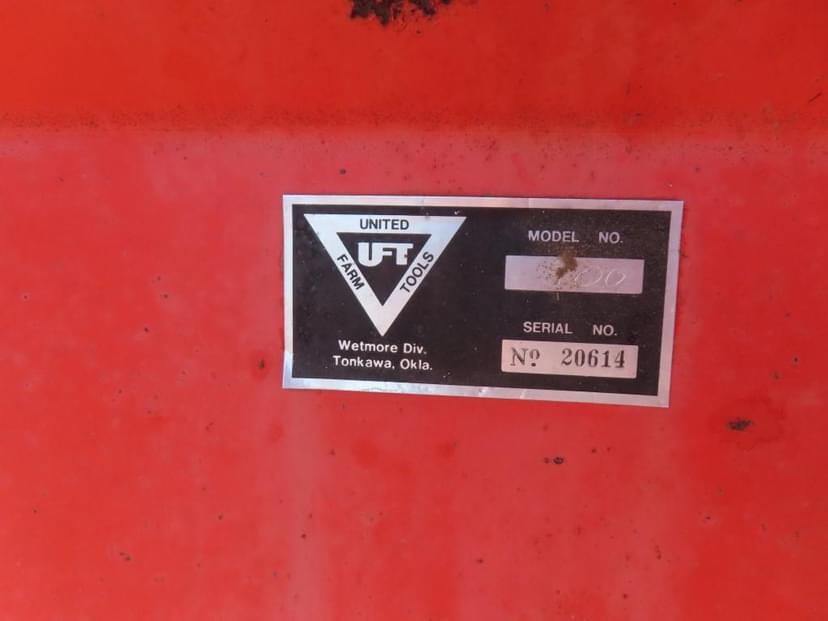 UNITED
FARM
TOOLS
UFT
Wetmore Div.
Tonkawa, Okla.
MODEL NO.
SERIAL NO.
Nº 20614